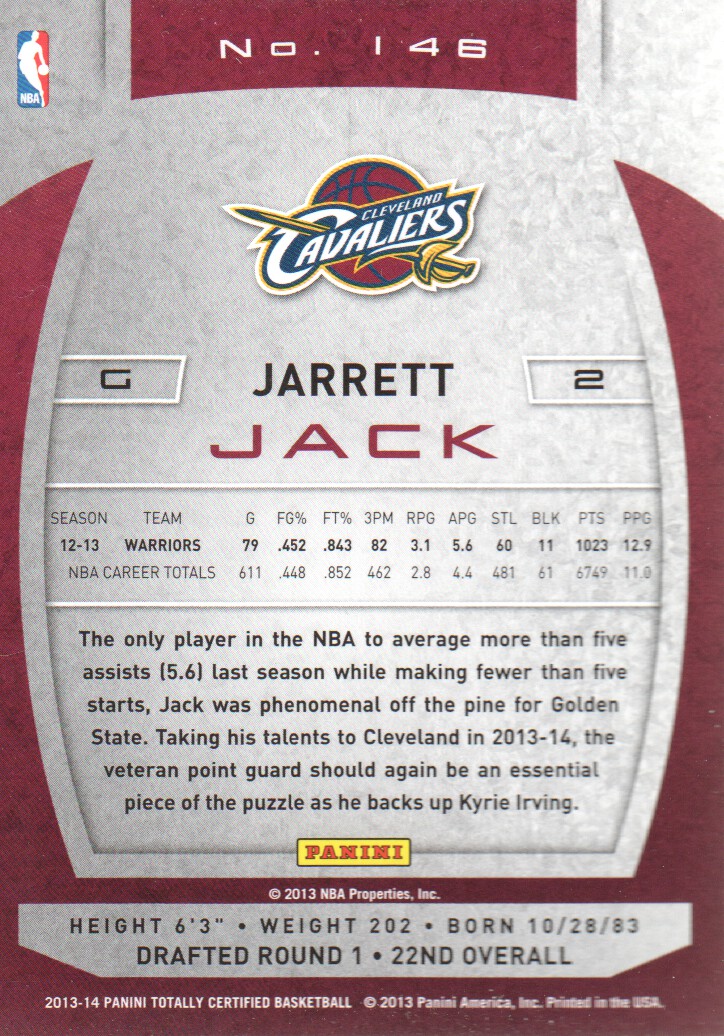 No. 146
NBA
CLEVELAND
CAVALIERS
G JARRETT 2
JACK
SEASON TEAM G FG% FT% 3PM RPG APG STL BLK PTS PPG
12-13 WARRIORS 79 .452 .843 82 3.1 5.6 60 11 1023 12.9
NBA CAREER TOTALS 611 .448 .852 462 2.8 4.4 481 61 6749 11.0
The only player in the NBA to average more than five
assists (5.6) last season while making fewer than five
starts, Jack was phenomenal off the pine for Golden
State. Taking his talents to Cleveland in 2013-14, the
veteran point guard should again be an essential
piece of the puzzle as he backs up Kyrie Irving.
PANINI
© 2013 NBA Properties, Inc.
HEIGHT 6'3" • WEIGHT 202 • BORN 10/28/83
DRAFTED ROUND 1 • 22ND OVERALL
2013-14 PANINI TOTALLY CERTIFIED BASKETBALL © 2013 Panini America, Inc. Printed in the USA.